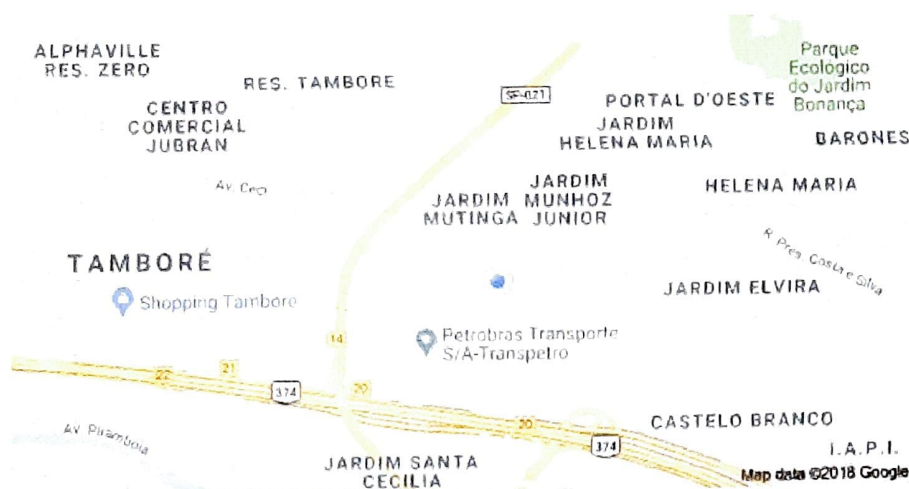 ALPHAVILLE
RES. ZERO
RES. TAMBORE
CENTRO
COMERCIAL
JUBRAN
SP-021
Parque
Ecológico
do Jardim
Bonança
PORTAL D'OESTE
JARDIM
HELENA MARIA
BARONES
Av. Ceci
JARDIM
MUNHOZ
JUNIOR
JARDIM
MUTINGA
HELENA MARIA
R. Pres. Costa e Silva
TAMBORÉ
Shopping Tambore
JARDIM ELVIRA
14
Petrobras Transporte
S/A-Transpetro
22
21
374
20
20
374
CASTELO BRANCO
Av. Piramboia
I.A.P.I.
JARDIM SANTA
CECILIA
Map data ©2018 Google